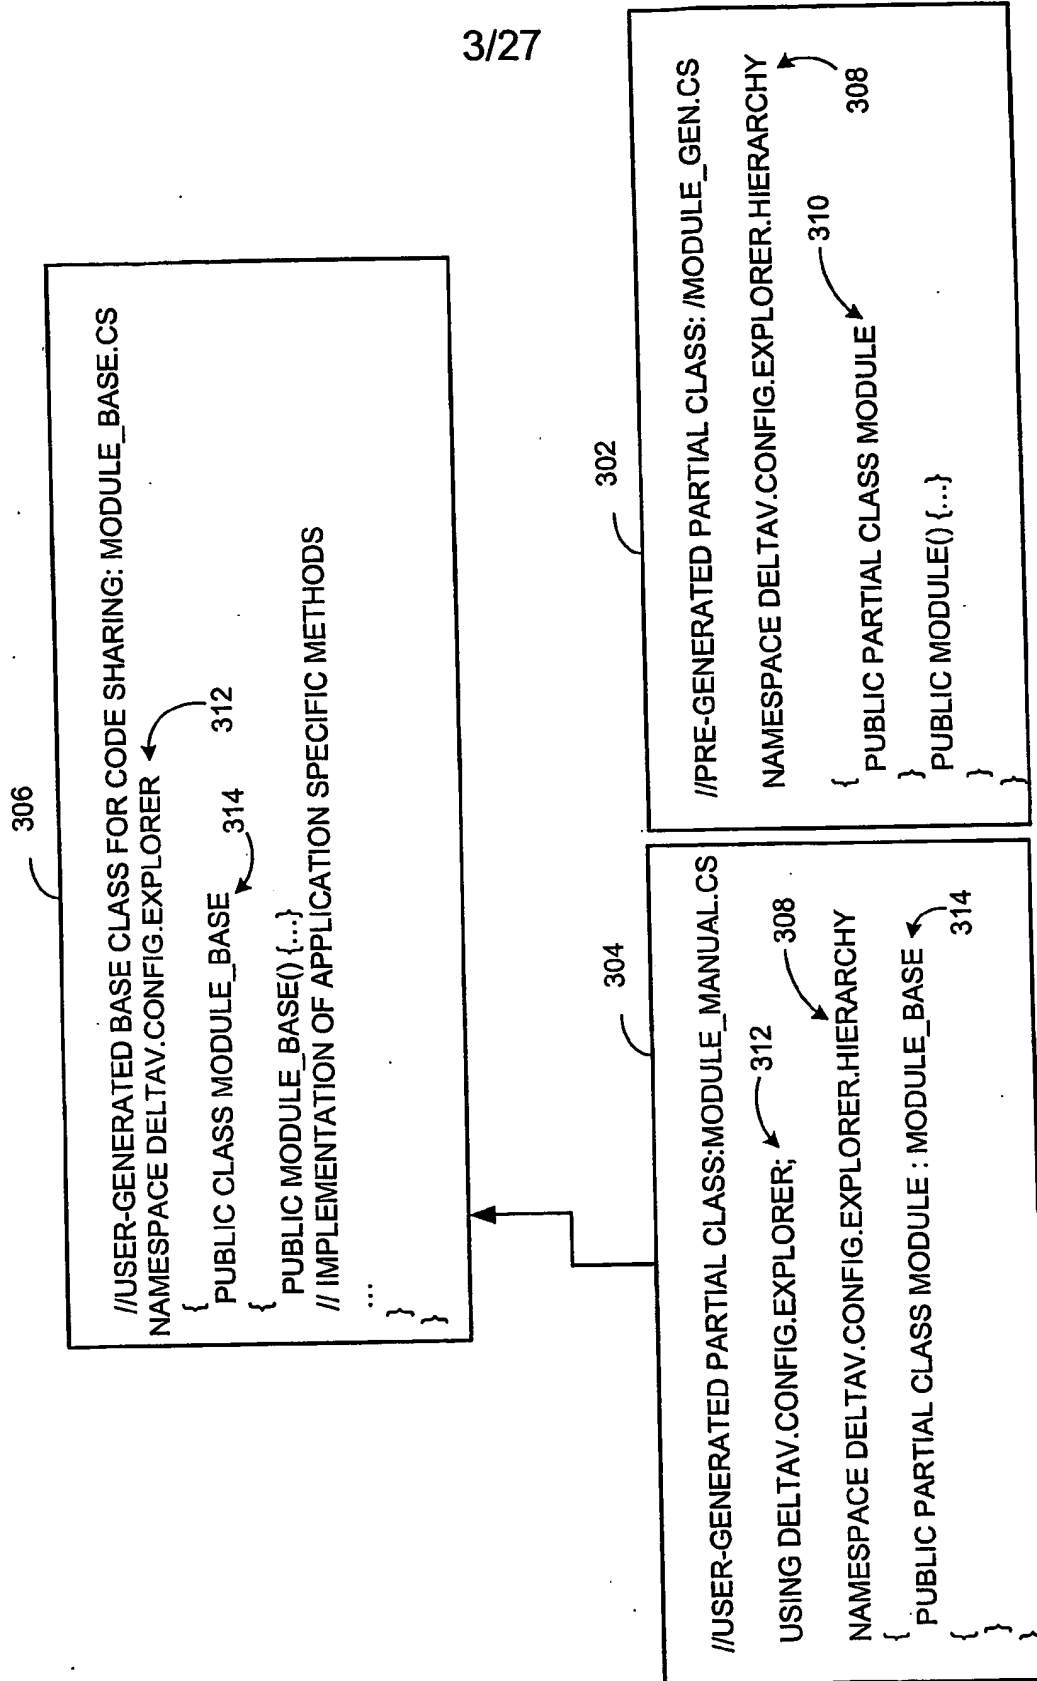 3/27
306
//USER-GENERATED BASE CLASS FOR CODE SHARING: MODULE_BASE.CS
NAMESPACE DELTAV.CONFIG.EXPLORER
312
{
PUBLIC CLASS MODULE_BASE
314
{
PUBLIC MODULE_BASE() {...}
// IMPLEMENTATION OF APPLICATION SPECIFIC METHODS
...
}
}
304
//USER-GENERATED PARTIAL CLASS:MODULE_MANUAL.CS
USING DELTAV.CONFIG.EXPLORER;
312
NAMESPACE DELTAV.CONFIG.EXPLORER.HIERARCHY
308
{
PUBLIC PARTIAL CLASS MODULE : MODULE_BASE
314
{
}
}
302
//PRE-GENERATED PARTIAL CLASS: /MODULE_GEN.CS
NAMESPACE DELTAV.CONFIG.EXPLORER.HIERARCHY
308
{
PUBLIC PARTIAL CLASS MODULE
310
}
PUBLIC MODULE() {...}
}
}